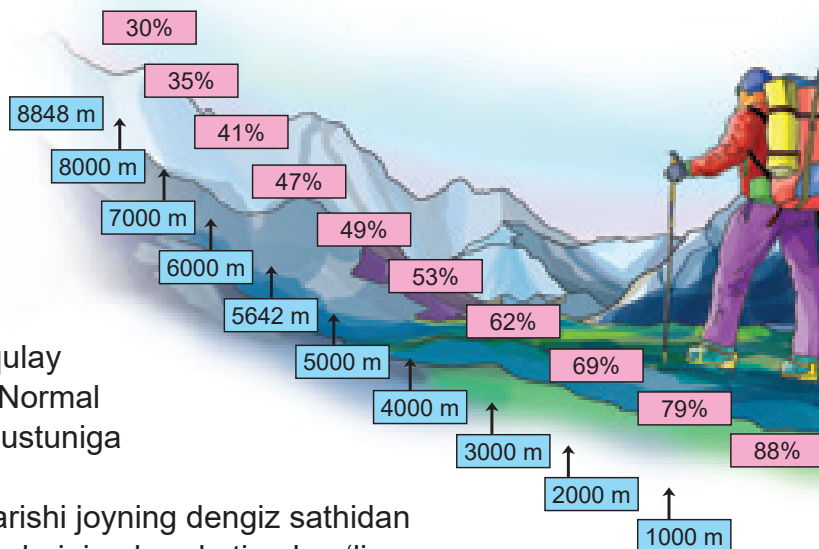 30%
35%
8848 m
41%
8000 m
47%
7000 m
49%
6000 m
53%
5642 m
62%
5000 m
69%
4000 m
79%
3000 m
88%
2000 m
1000 m
Normal
ustuniga
arishi joyning dengiz sathidan